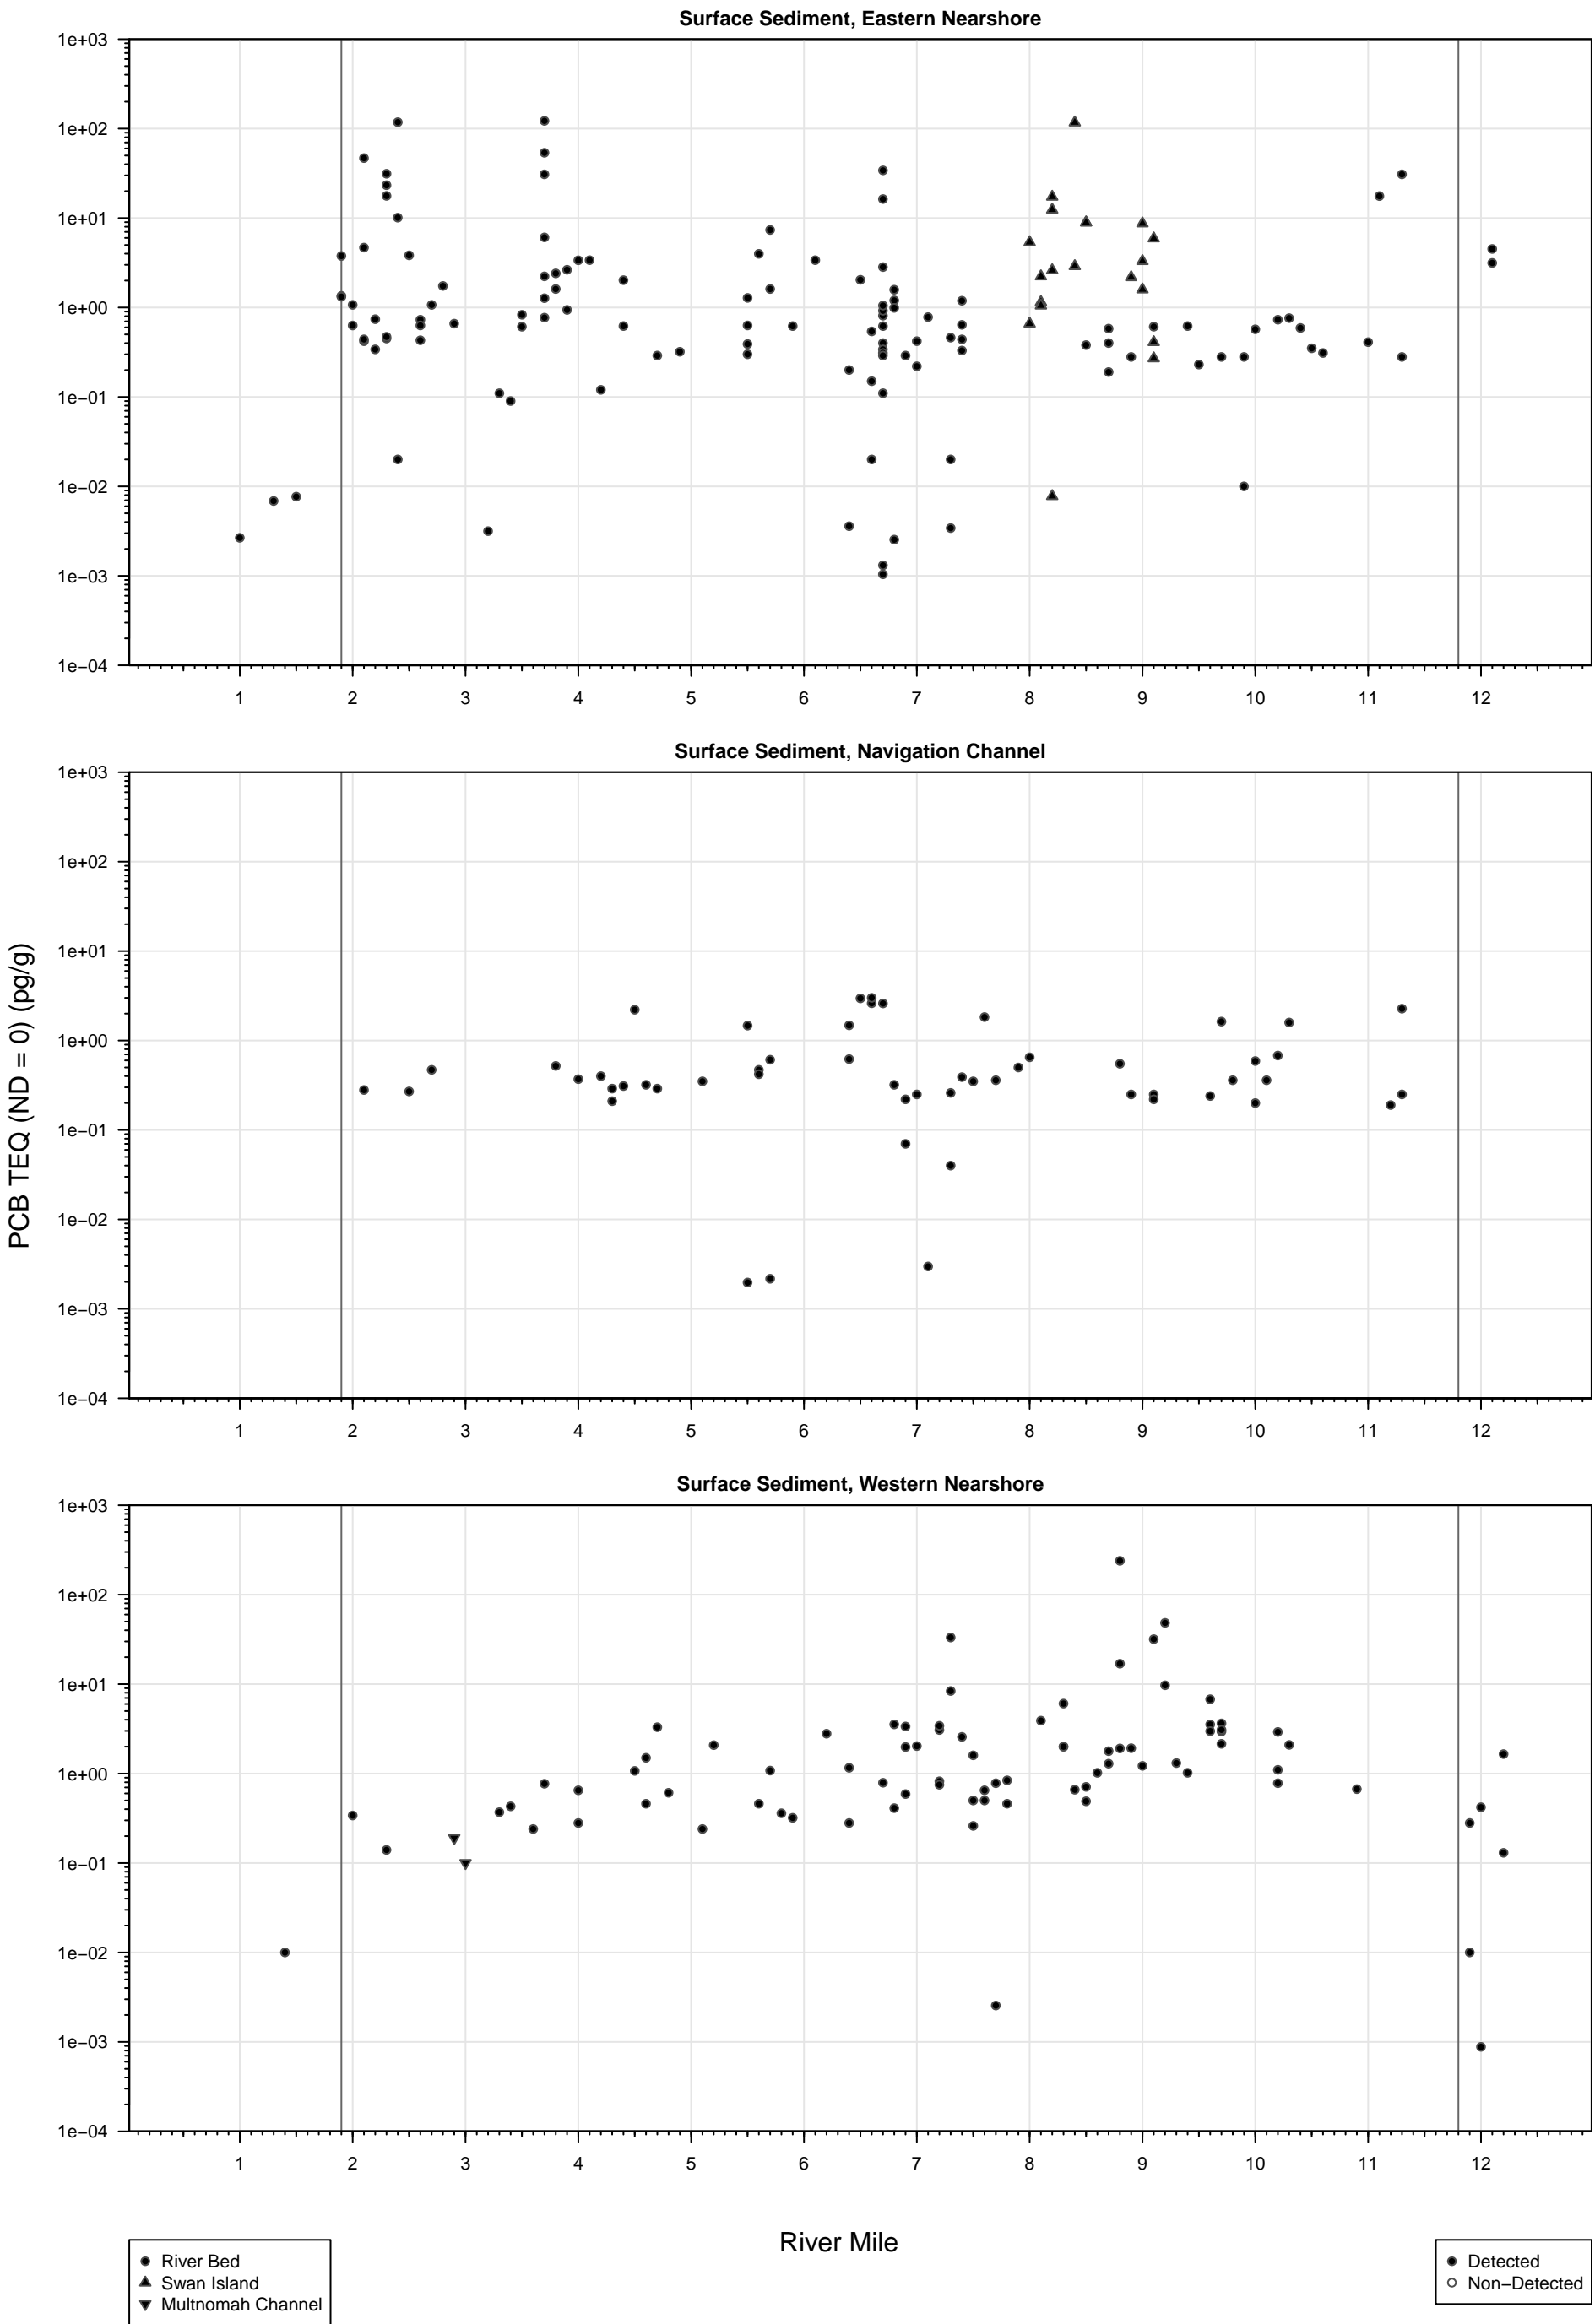 Surface Sediment, Eastern Nearshore
1e+03
1e+02
1e+01
1e+00
1e−01
1e−02
1e−03
1e−04
1 2 3 4 5 6 7 8 9 10 11 12
Surface Sediment, Navigation Channel
1e+03
1e+02
1e+01
1e+00
1e−01
1e−02
1e−03
1e−04
1 2 3 4 5 6 7 8 9 10 11 12
PCB TEQ (ND = 0) (pg/g)
Surface Sediment, Western Nearshore
1e+03
1e+02
1e+01
1e+00
1e−01
1e−02
1e−03
1e−04
1 2 3 4 5 6 7 8 9 10 11 12
River Mile
River Bed
Swan Island
Multnomah Channel
Detected
Non−Detected